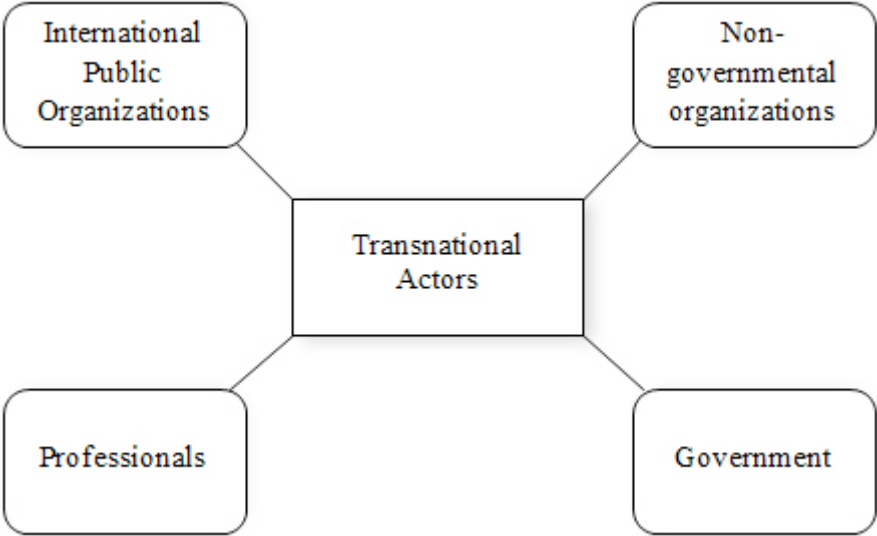 International
Public
Organizations
Non-
governmental
organizations
Transnational
Actors
Professionals
Government